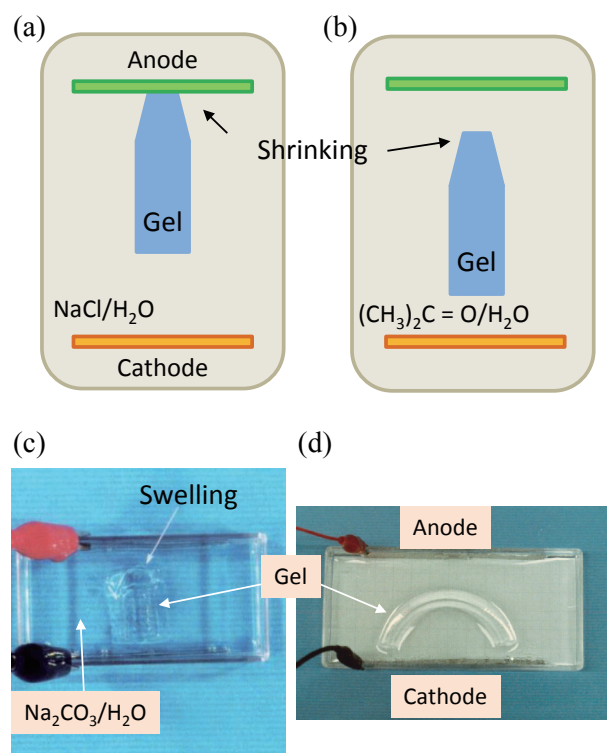 (a)
(b)
Anode
Shrinking
Gel
Gel
NaCl/H₂O
(CH₃)₂C = O/H₂O
Cathode
(c)
(d)
Swelling
Anode
Gel
Cathode
Na₂CO₃/H₂O